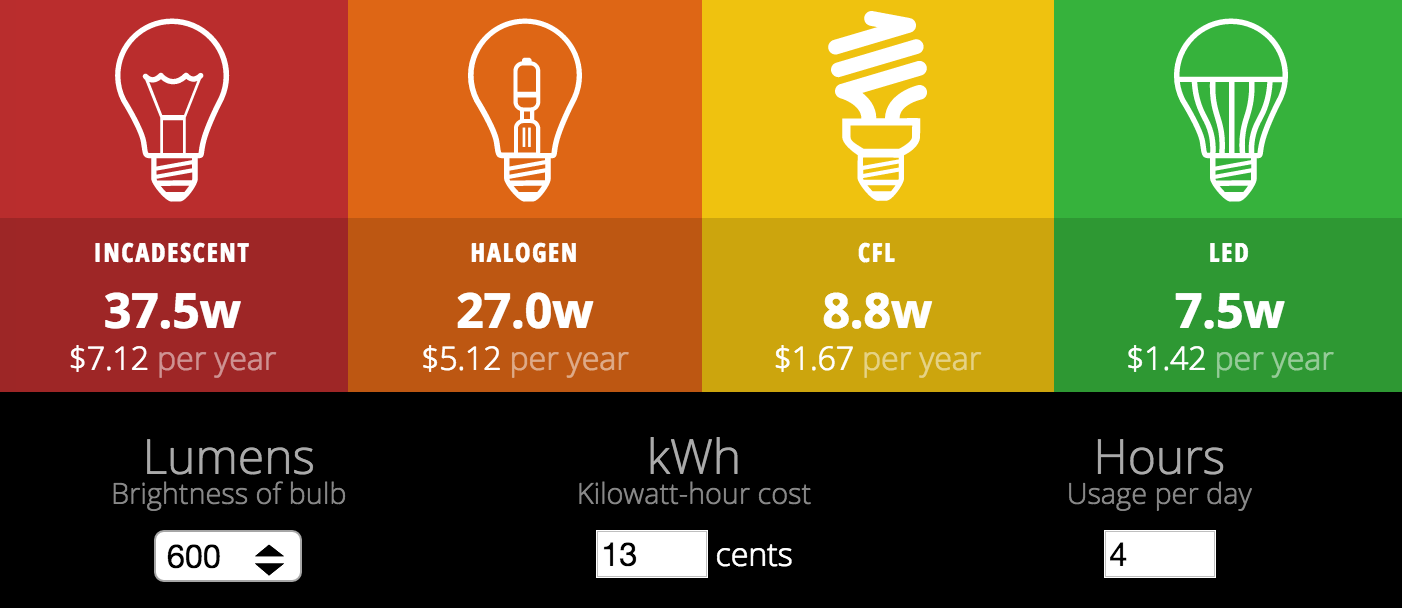 INCADESCENT
37.5w
$7.12 per year
HALOGEN
27.0w
$5.12 per year
CFL
8.8w
$1.67 per year
LED
7.5w
$1.42 per year
Lumens
Brightness of bulb
600
kWh
Kilowatt-hour cost
13 cents
Hours
Usage per day
4